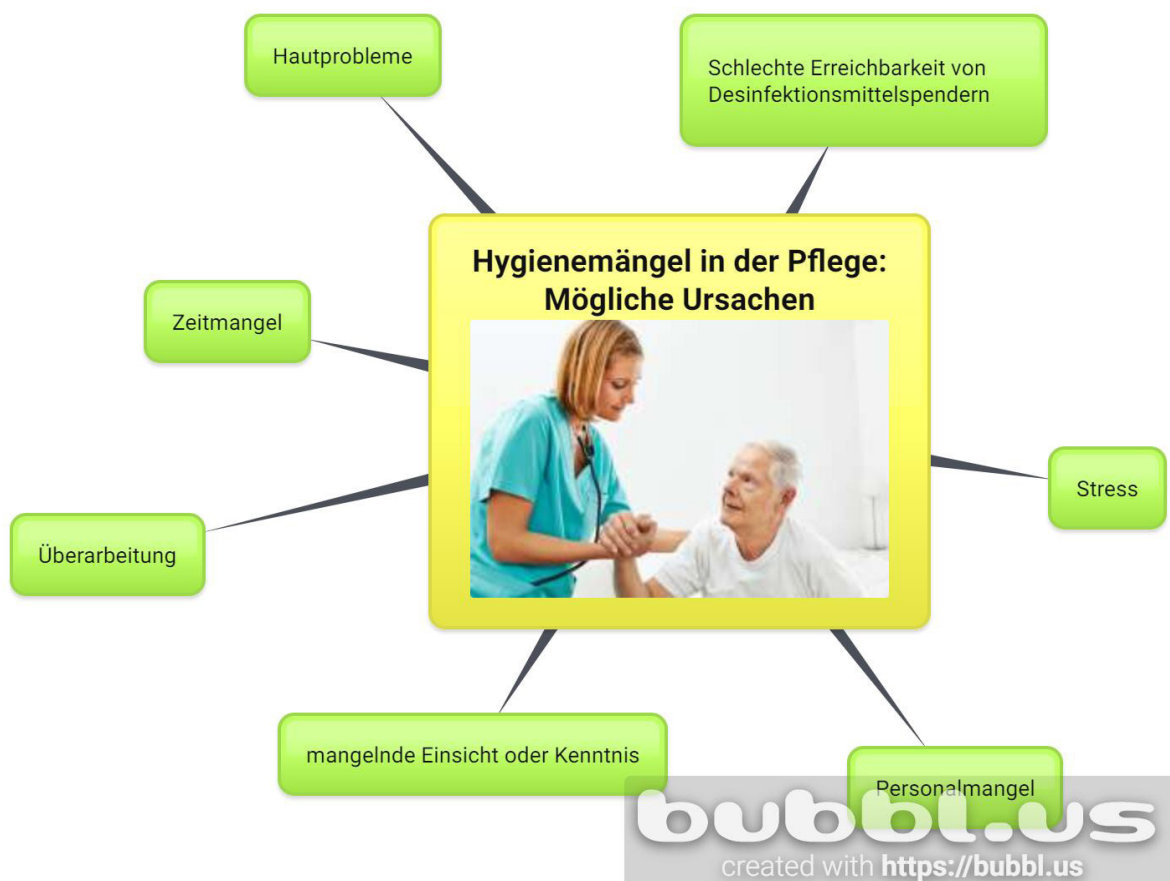 Hautprobleme
Schlechte Erreichbarkeit von
Desinfektionsmittelspendern
Hygienemängel in der Pflege:
Mögliche Ursachen
Zeitmangel
Stress
Überarbeitung
mangelnde Einsicht oder Kenntnis
Personalmangel
bubbl.us
created with https://bubbl.us